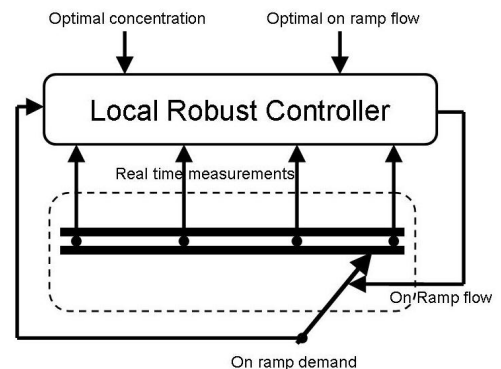 Optimal concentration
Optimal on ramp flow
Local Robust Controller
Real time measurements
On Ramp flow
On ramp demand